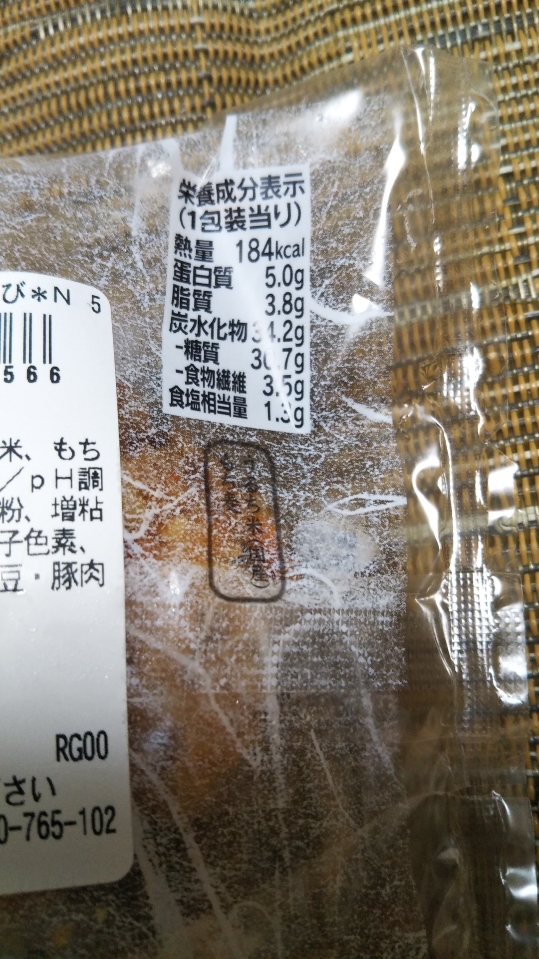 栄養成分表示
(1包装当り)
熱量 184kcal
蛋白質 5.0g
脂質 3.8g
炭水化物 34.2g
-糖質 30.7g
-食物繊維 3.5g
食塩相当量 1.3g
び*N 5
566
米、もち
/pH調
粉、増粘
子色素、
豆・豚肉
RG00
さい
0-765-102
もち麦